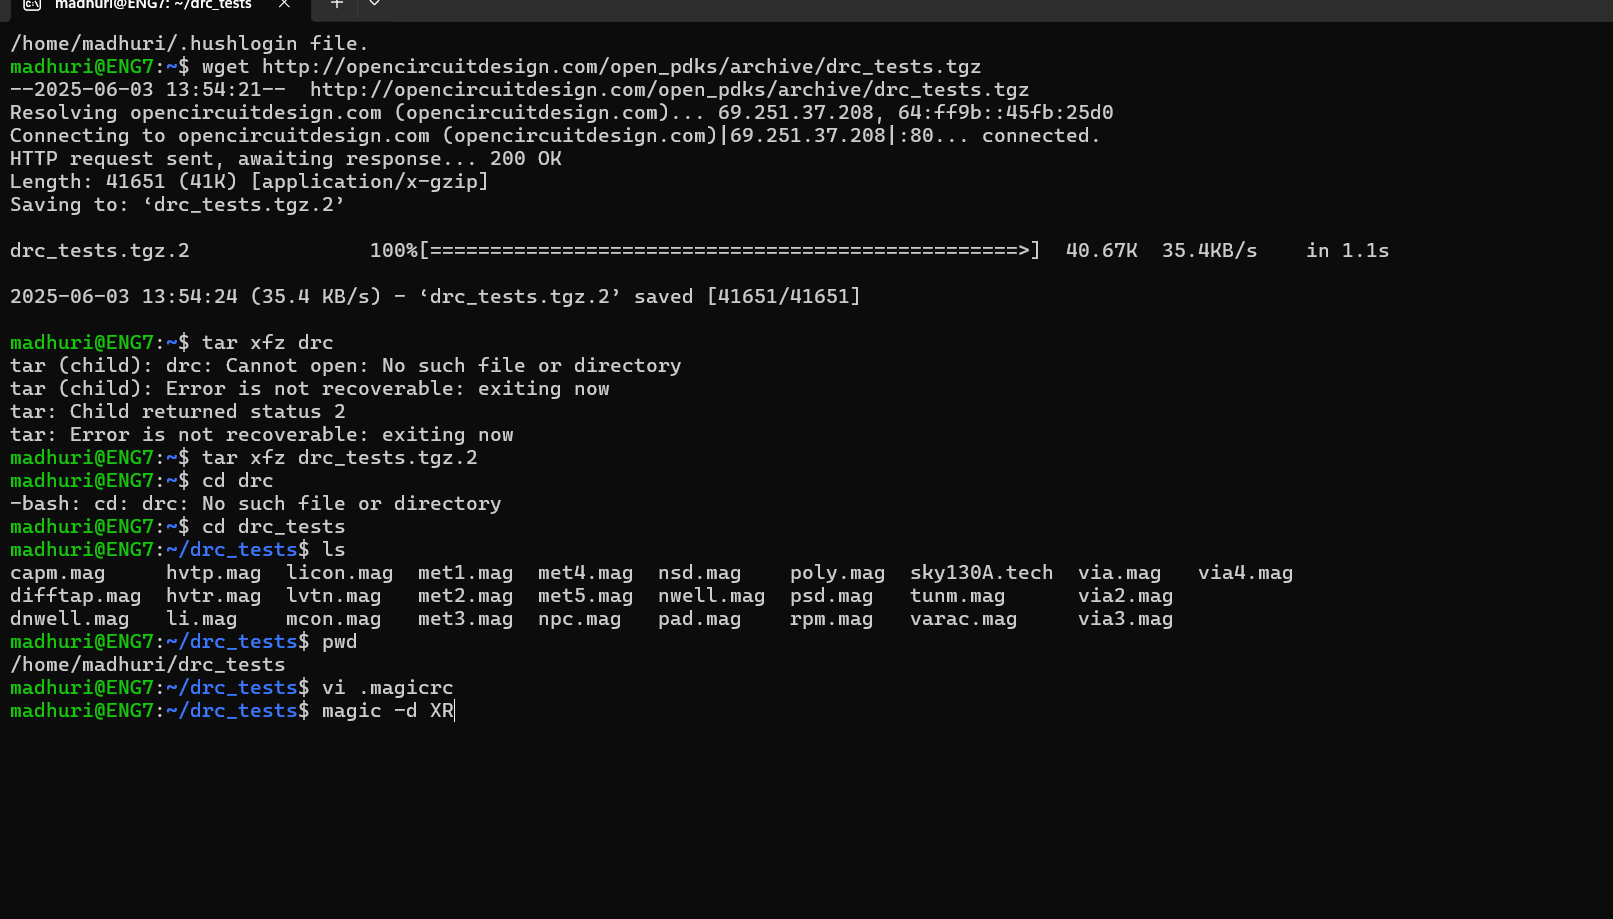 madhuri@ENG7: ~/drc_tests
/home/madhuri/.hushlogin file.
madhuri@ENG7:~$ wget http://opencircuitdesign.com/open_pdks/archive/drc_tests.tgz
--2025-06-03 13:54:21--  http://opencircuitdesign.com/open_pdks/archive/drc_tests.tgz
Resolving opencircuitdesign.com (opencircuitdesign.com)... 69.251.37.208, 64:ff9b::45fb:25d0
Connecting to opencircuitdesign.com (opencircuitdesign.com)|69.251.37.208|:80... connected.
HTTP request sent, awaiting response... 200 OK
Length: 41651 (41K) [application/x-gzip]
Saving to: ‘drc_tests.tgz.2’
drc_tests.tgz.2               100%[=================================================>]  40.67K  35.4KB/s    in 1.1s
2025-06-03 13:54:24 (35.4 KB/s) - ‘drc_tests.tgz.2’ saved [41651/41651]
madhuri@ENG7:~$ tar xfz drc
tar (child): drc: Cannot open: No such file or directory
tar (child): Error is not recoverable: exiting now
tar: Child returned status 2
tar: Error is not recoverable: exiting now
madhuri@ENG7:~$ tar xfz drc_tests.tgz.2
madhuri@ENG7:~$ cd drc
-bash: cd: drc: No such file or directory
madhuri@ENG7:~$ cd drc_tests
madhuri@ENG7:~/drc_tests$ ls
capm.mag     hvtp.mag  licon.mag  met1.mag  met4.mag  nsd.mag    poly.mag  sky130A.tech  via.mag   via4.mag
difftap.mag  hvtr.mag  lvtn.mag   met2.mag  met5.mag  nwell.mag  psd.mag   tunm.mag      via2.mag
dnwell.mag   li.mag    mcon.mag   met3.mag  npc.mag   pad.mag    rpm.mag   varac.mag     via3.mag
madhuri@ENG7:~/drc_tests$ pwd
/home/madhuri/drc_tests
madhuri@ENG7:~/drc_tests$ vi .magicrc
madhuri@ENG7:~/drc_tests$ magic -d XR